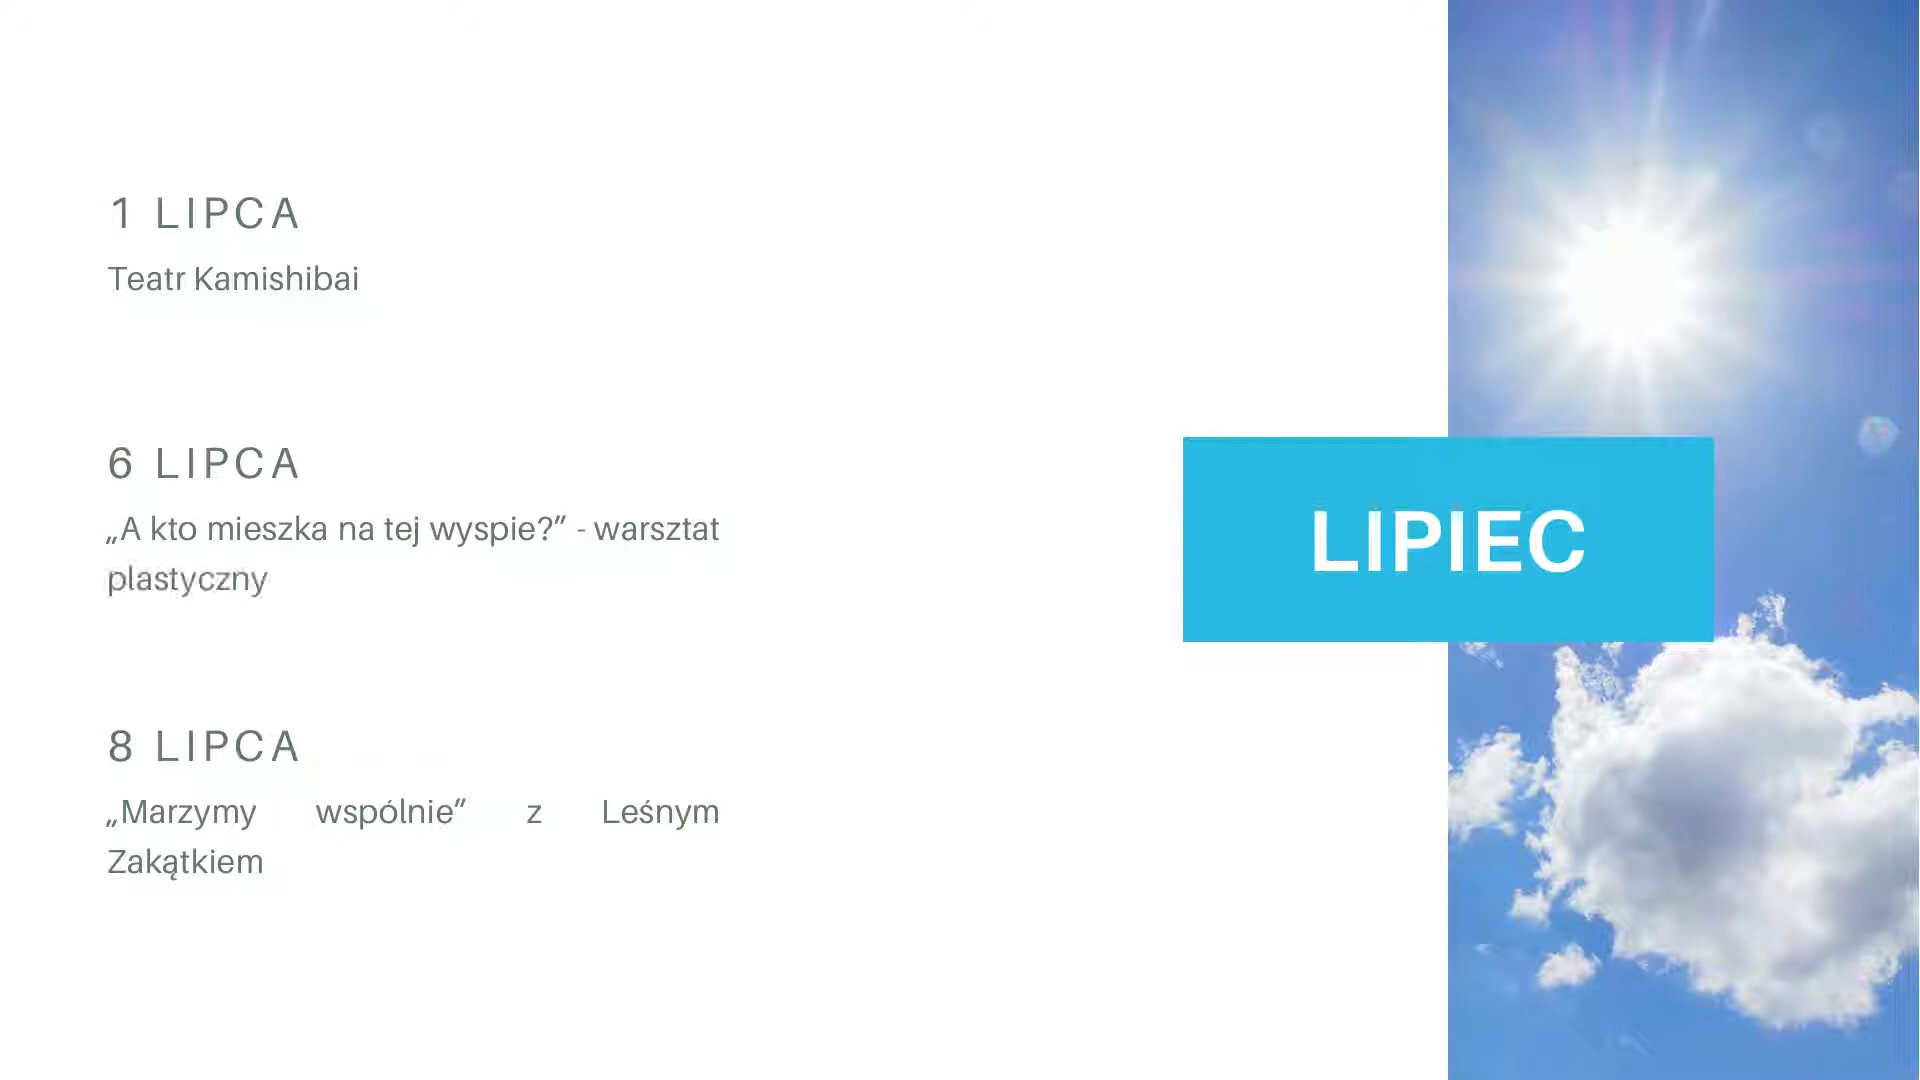 1 LIPCA
Teatr Kamishibai
6 LIPCA
„A kto mieszka na tej wyspie?” - warsztat
plastyczny
8 LIPCA
„Marzymy wspólnie” z Leśnym
Zakątkiem
LIPIEC